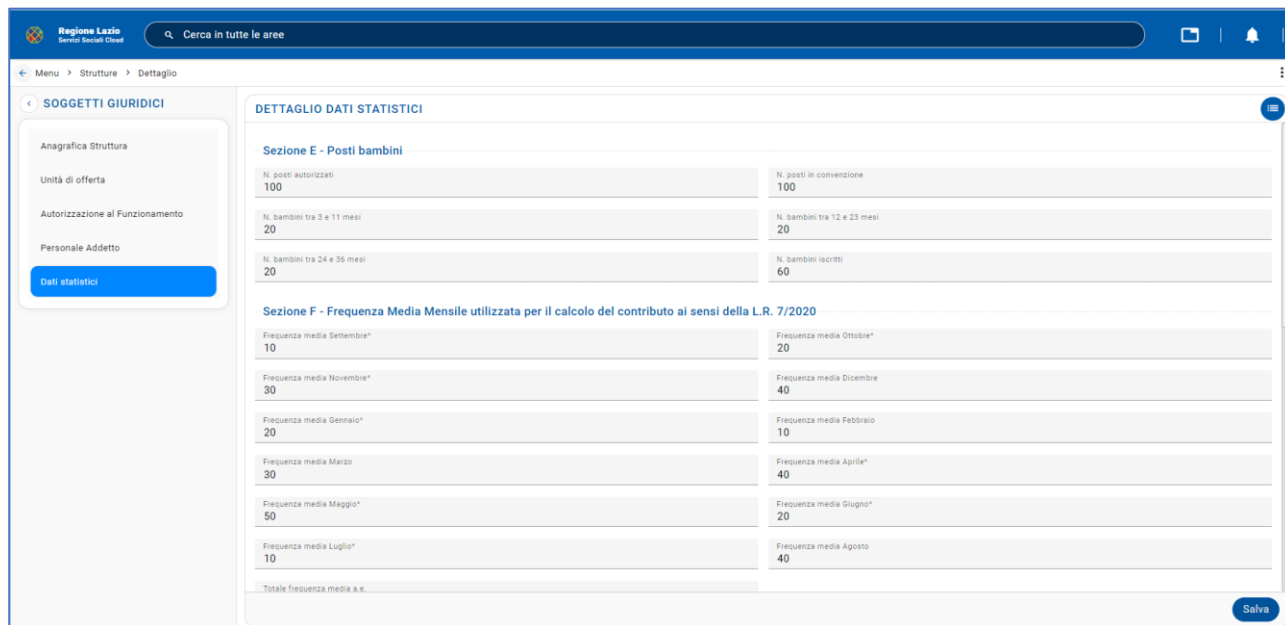 Regione Lazio
Servizi Sociali Cloud
Cerca in tutte le aree
Menu > Strutture > Dettaglio
SOGGETTI GIURIDICI
Anagrafica Struttura
Unità di offerta
Autorizzazione al Funzionamento
Personale Addetto
Dati statistici
DETTAGLIO DATI STATISTICI
Sezione E - Posti bambini
N. posti autorizzati
100
N. posti in convenzione
100
N. bambini tra 3 e 11 mesi
20
N. bambini tra 12 e 23 mesi
20
N. bambini tra 24 e 36 mesi
20
N. bambini iscritti
60
Sezione F - Frequenza Media Mensile utilizzata per il calcolo del contributo ai sensi della L.R. 7/2020
Frequenza media Settembre*
10
Frequenza media Ottobre*
20
Frequenza media Novembre*
30
Frequenza media Dicembre
40
Frequenza media Gennaio*
20
Frequenza media Febbraio
10
Frequenza media Marzo
30
Frequenza media Aprile*
40
Frequenza media Maggio*
50
Frequenza media Giugno*
20
Frequenza media Luglio*
10
Frequenza media Agosto
40
Totale frequenza media a.e.
Salva